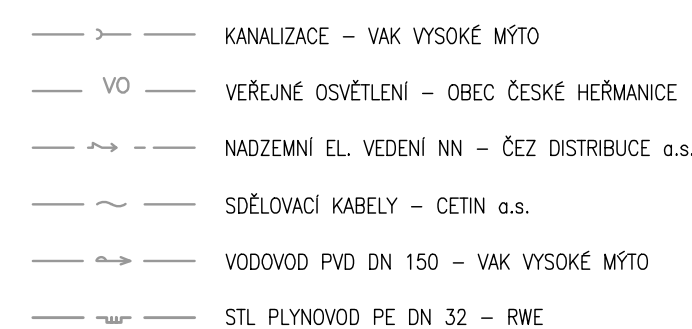 KANALIZACE – VAK VYSOKÉ MÝTO
VO VEŘEJNÉ OSVĚTLENÍ – OBEC ČESKÉ HEŘMANICE
NADZEMNÍ EL. VEDENÍ NN – ČEZ DISTRIBUCE a.s.
SDĚLOVACÍ KABELY – CETIN a.s.
VODOVOD PVD DN 150 – VAK VYSOKÉ MÝTO
STL PLYNOVOD PE DN 32 – RWE